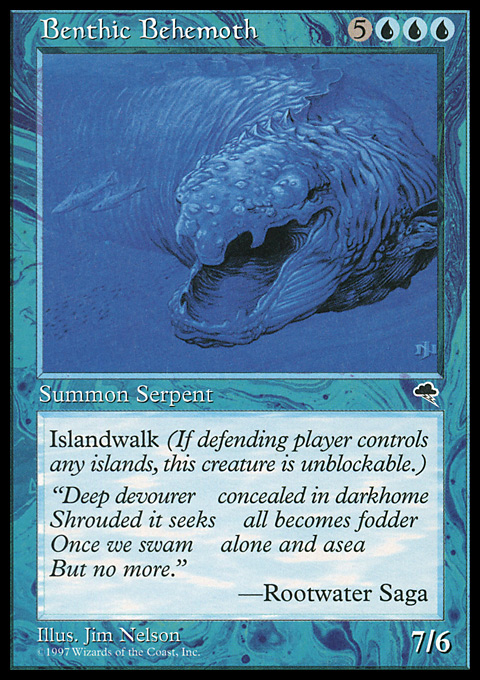 Benthic Behemoth 5
Summon Serpent
Islandwalk (If defending player controls
any islands, this creature is unblockable.)
“Deep devourer   concealed in darkhome
Shrouded it seeks   all becomes fodder
Once we swam   alone and asea
But no more.”
—Rootwater Saga
Illus. Jim Nelson
©1997 Wizards of the Coast, Inc.
7/6